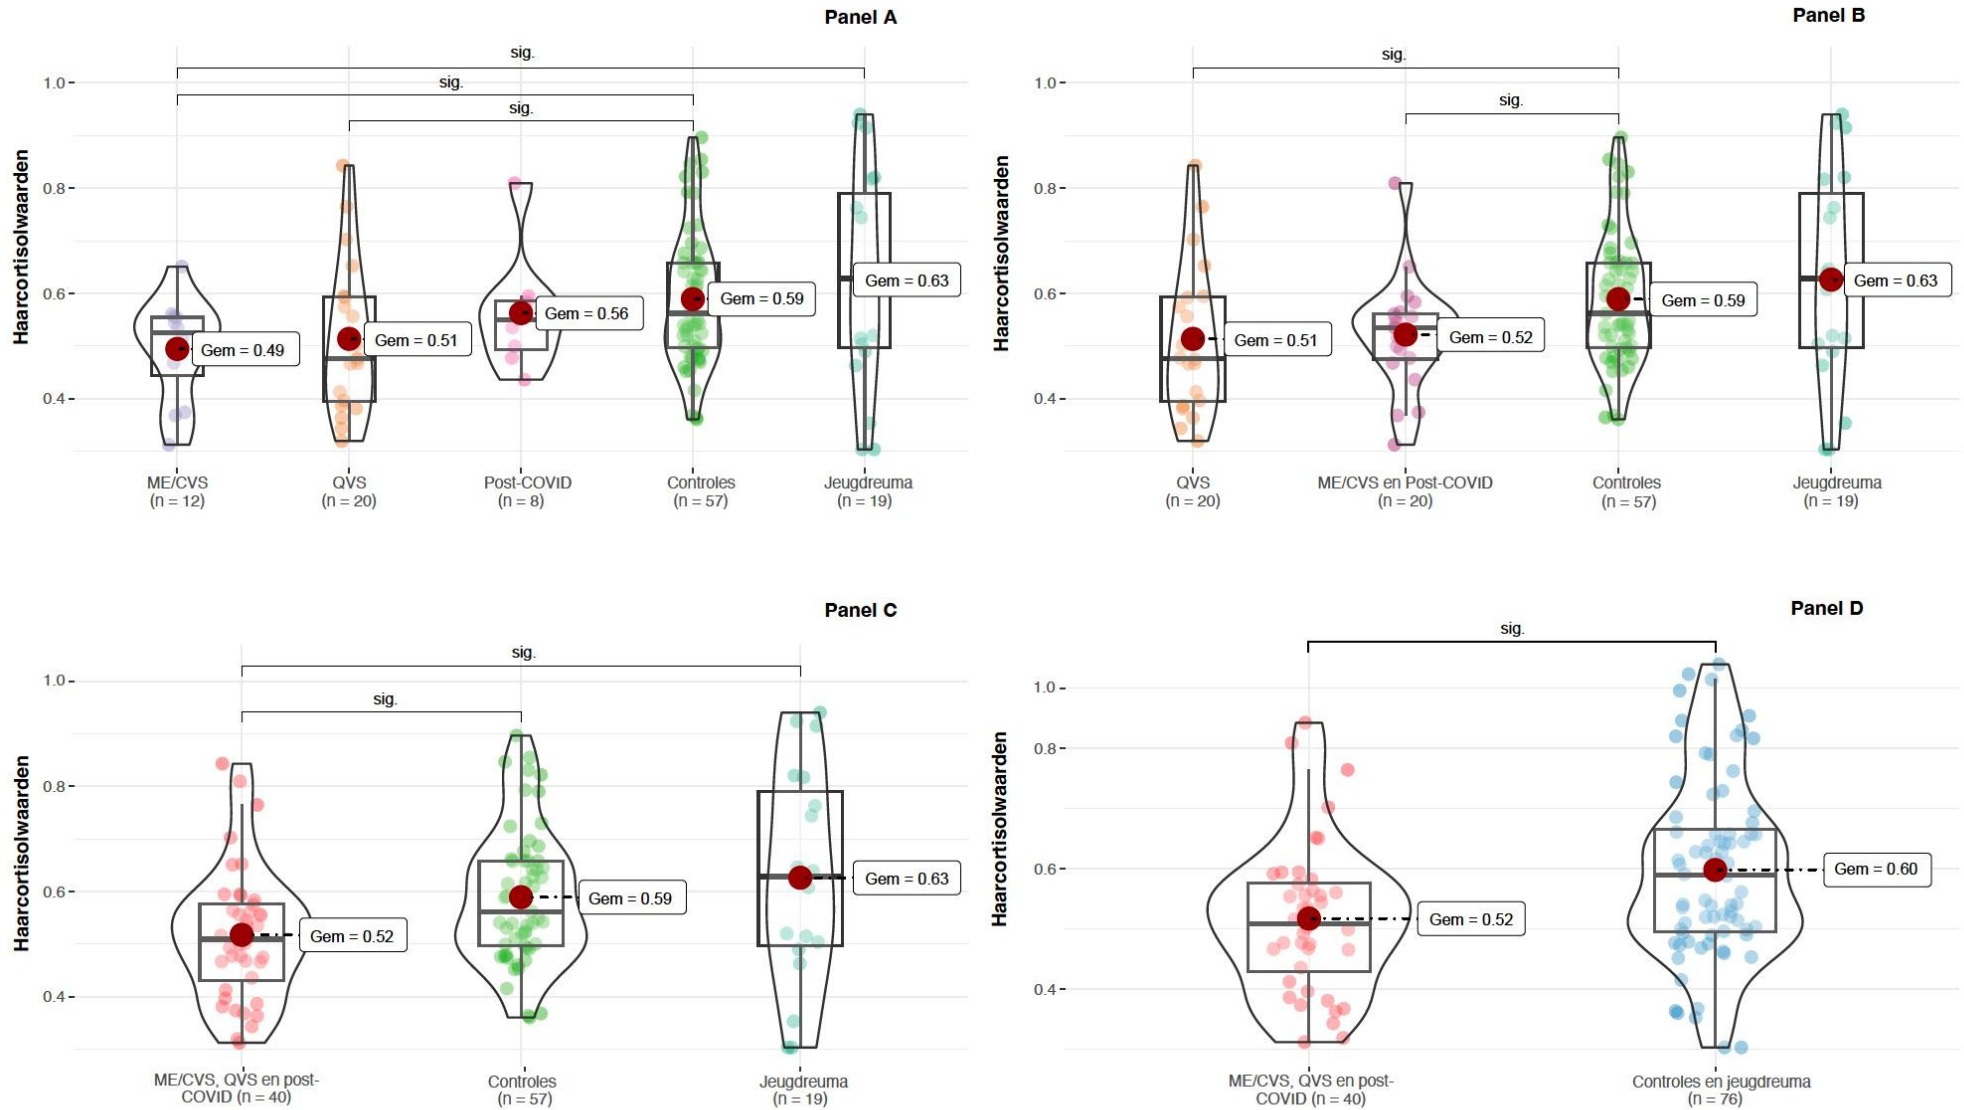 Panel A
sig.
sig.
sig.
Haarcortisolwaarden
1.0
0.8
0.6
0.4
Gem = 0.49
Gem = 0.51
Gem = 0.56
Gem = 0.59
Gem = 0.63
ME/CVS
(n = 12)
QVS
(n = 20)
Post-COVID
(n = 8)
Controles
(n = 57)
Jeugdreuma
(n = 19)
Panel B
sig.
sig.
Haarcortisolwaarden
1.0
0.8
0.6
0.4
Gem = 0.51
Gem = 0.52
Gem = 0.59
Gem = 0.63
QVS
(n = 20)
ME/CVS en Post-COVID
(n = 20)
Controles
(n = 57)
Jeugdreuma
(n = 19)
Panel C
sig.
sig.
Haarcortisolwaarden
1.0
0.8
0.6
0.4
Gem = 0.52
Gem = 0.59
Gem = 0.63
ME/CVS, QVS en post-
COVID (n = 40)
Controles
(n = 57)
Jeugdreuma
(n = 19)
Panel D
sig.
Haarcortisolwaarden
1.0
0.8
0.6
0.4
Gem = 0.52
Gem = 0.60
ME/CVS, QVS en post-
COVID (n = 40)
Controles en jeugdreuma
(n = 76)